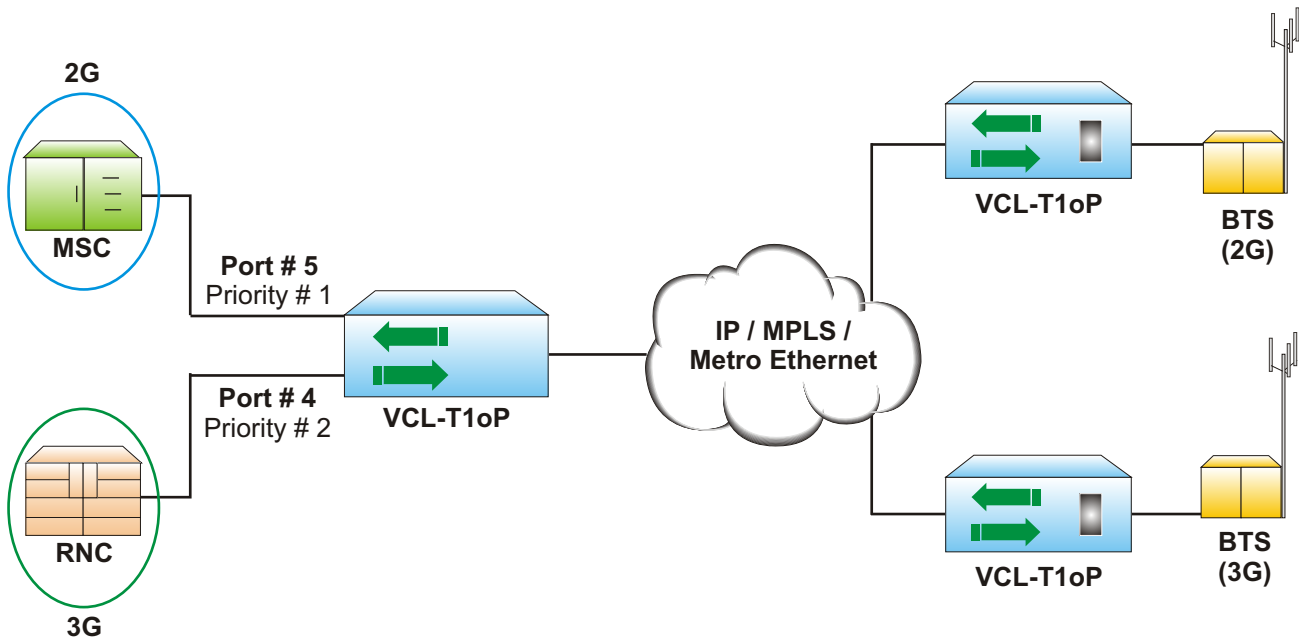 2G
MSC
Port # 5
Priority # 1
Port # 4
Priority # 2
RNC
3G
VCL-T1oP
IP / MPLS /
Metro Ethernet
VCL-T1oP
BTS
(2G)
VCL-T1oP
BTS
(3G)